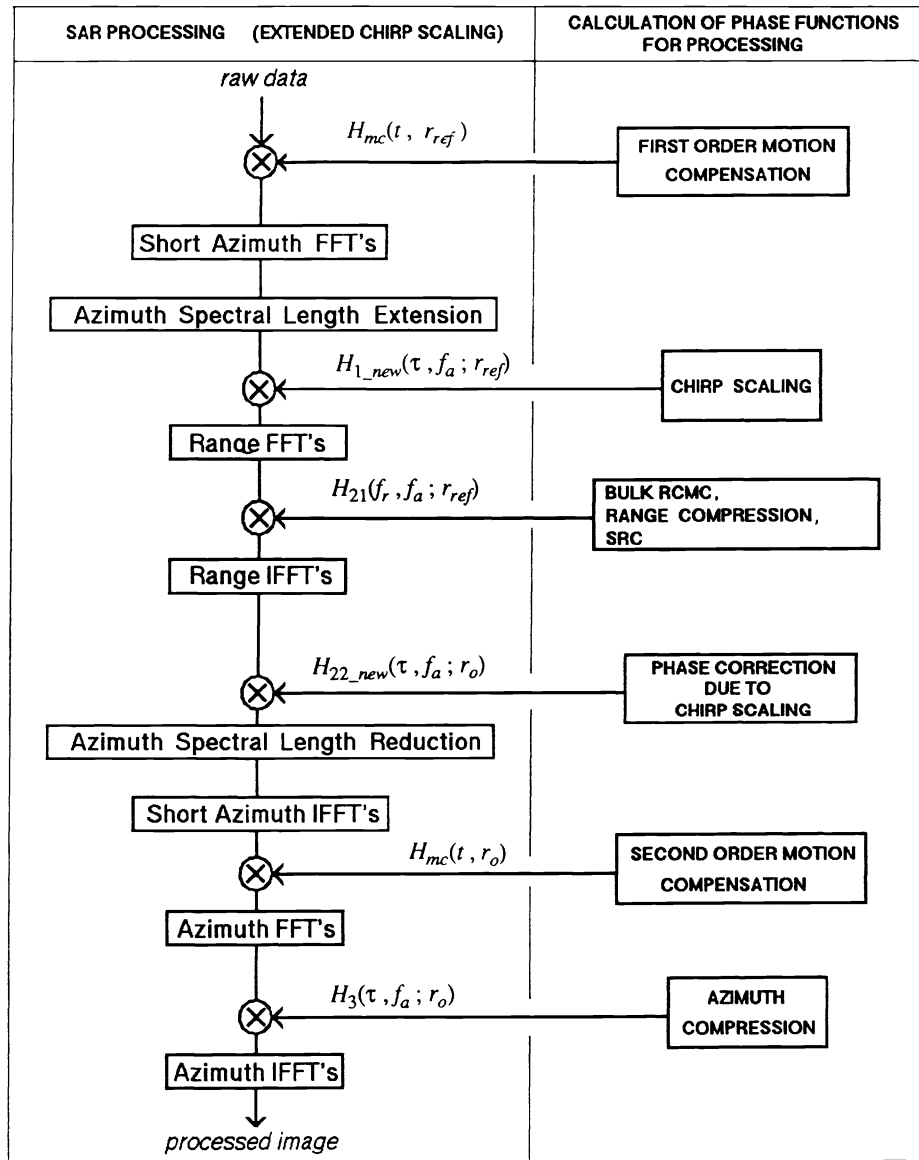 SAR PROCESSING (EXTENDED CHIRP SCALING)
CALCULATION OF PHASE FUNCTIONS
FOR PROCESSING
raw data
H_mc(t, r_ref)
FIRST ORDER MOTION
COMPENSATION
Short Azimuth FFT's
Azimuth Spectral Length Extension
H_1_new(τ, f_a; r_ref)
CHIRP SCALING
Range FFT's
H_21(f_r, f_a; r_ref)
BULK RCMC,
RANGE COMPRESSION,
SRC
Range IFFT's
H_22_new(τ, f_a; r_o)
PHASE CORRECTION
DUE TO
CHIRP SCALING
Azimuth Spectral Length Reduction
Short Azimuth IFFT's
H_mc(t, r_o)
SECOND ORDER MOTION
COMPENSATION
Azimuth FFT's
H_3(τ, f_a; r_o)
AZIMUTH
COMPRESSION
Azimuth IFFT's
processed image